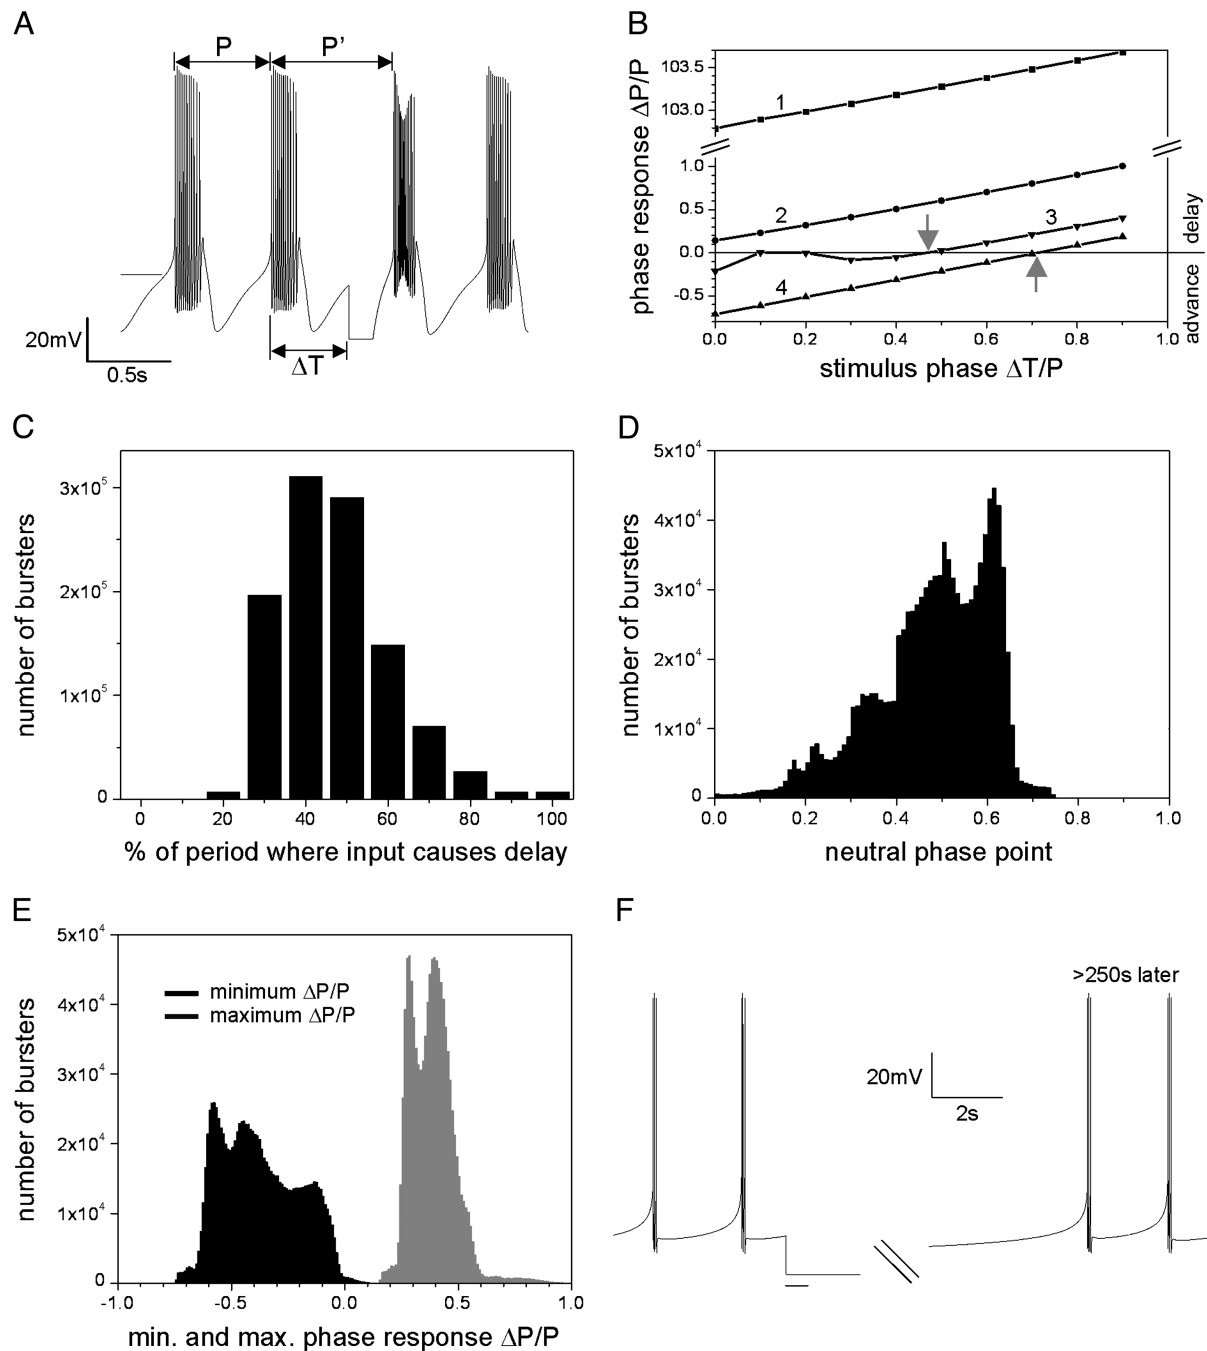 A
P
P'
20mV
0.5s
ΔT
B
phase response ΔP/P
103.5
103.0
1.0
0.5
0.0
-0.5
1
2
3
4
delay
advance
0.0 0.2 0.4 0.6 0.8 1.0
stimulus phase ΔT/P
C
number of bursters
3x10⁵
2x10⁵
1x10⁵
0
0 20 40 60 80 100
% of period where input causes delay
D
number of bursters
5x10⁴
4x10⁴
3x10⁴
2x10⁴
1x10⁴
0
0.0 0.2 0.4 0.6 0.8 1.0
neutral phase point
E
number of bursters
5x10⁴
4x10⁴
3x10⁴
2x10⁴
1x10⁴
0
minimum ΔP/P
maximum ΔP/P
-1.0 -0.5 0.0 0.5 1.0
min. and max. phase response ΔP/P
F
>250s later
20mV
2s